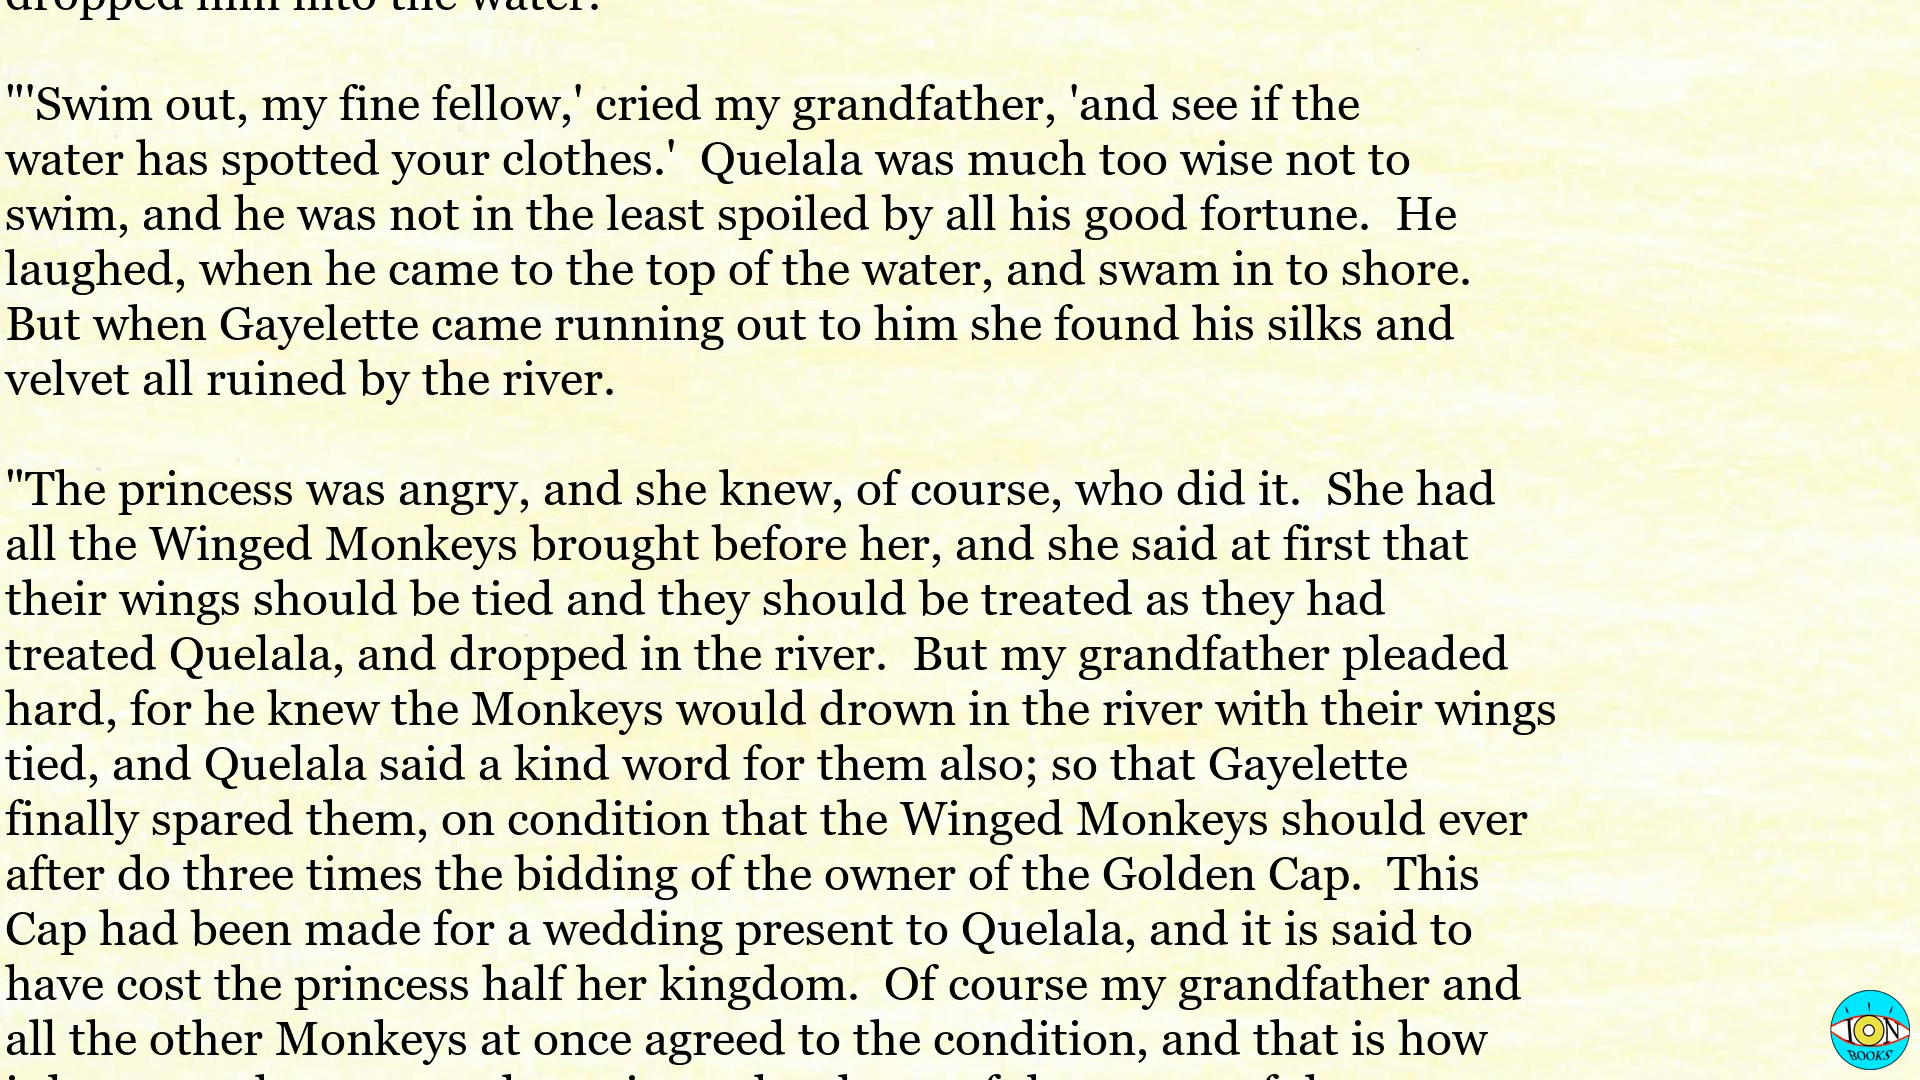 dropped him into the water.
"'Swim out, my fine fellow,' cried my grandfather, 'and see if the
water has spotted your clothes.'  Quelala was much too wise not to
swim, and he was not in the least spoiled by all his good fortune.  He
laughed, when he came to the top of the water, and swam in to shore.
But when Gayelette came running out to him she found his silks and
velvet all ruined by the river.
"The princess was angry, and she knew, of course, who did it.  She had
all the Winged Monkeys brought before her, and she said at first that
their wings should be tied and they should be treated as they had
treated Quelala, and dropped in the river.  But my grandfather pleaded
hard, for he knew the Monkeys would drown in the river with their wings
tied, and Quelala said a kind word for them also; so that Gayelette
finally spared them, on condition that the Winged Monkeys should ever
after do three times the bidding of the owner of the Golden Cap.  This
Cap had been made for a wedding present to Quelala, and it is said to
have cost the princess half her kingdom.  Of course my grandfather and
all the other Monkeys at once agreed to the condition, and that is how
ION
BOOKS